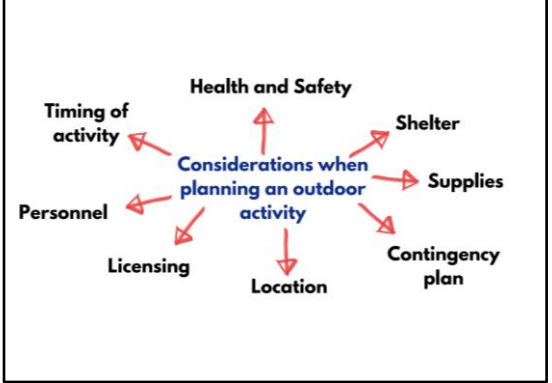 Health and Safety
Timing of
activity
Shelter
Considerations when
planning an outdoor
activity
Supplies
Personnel
Contingency
plan
Licensing
Location